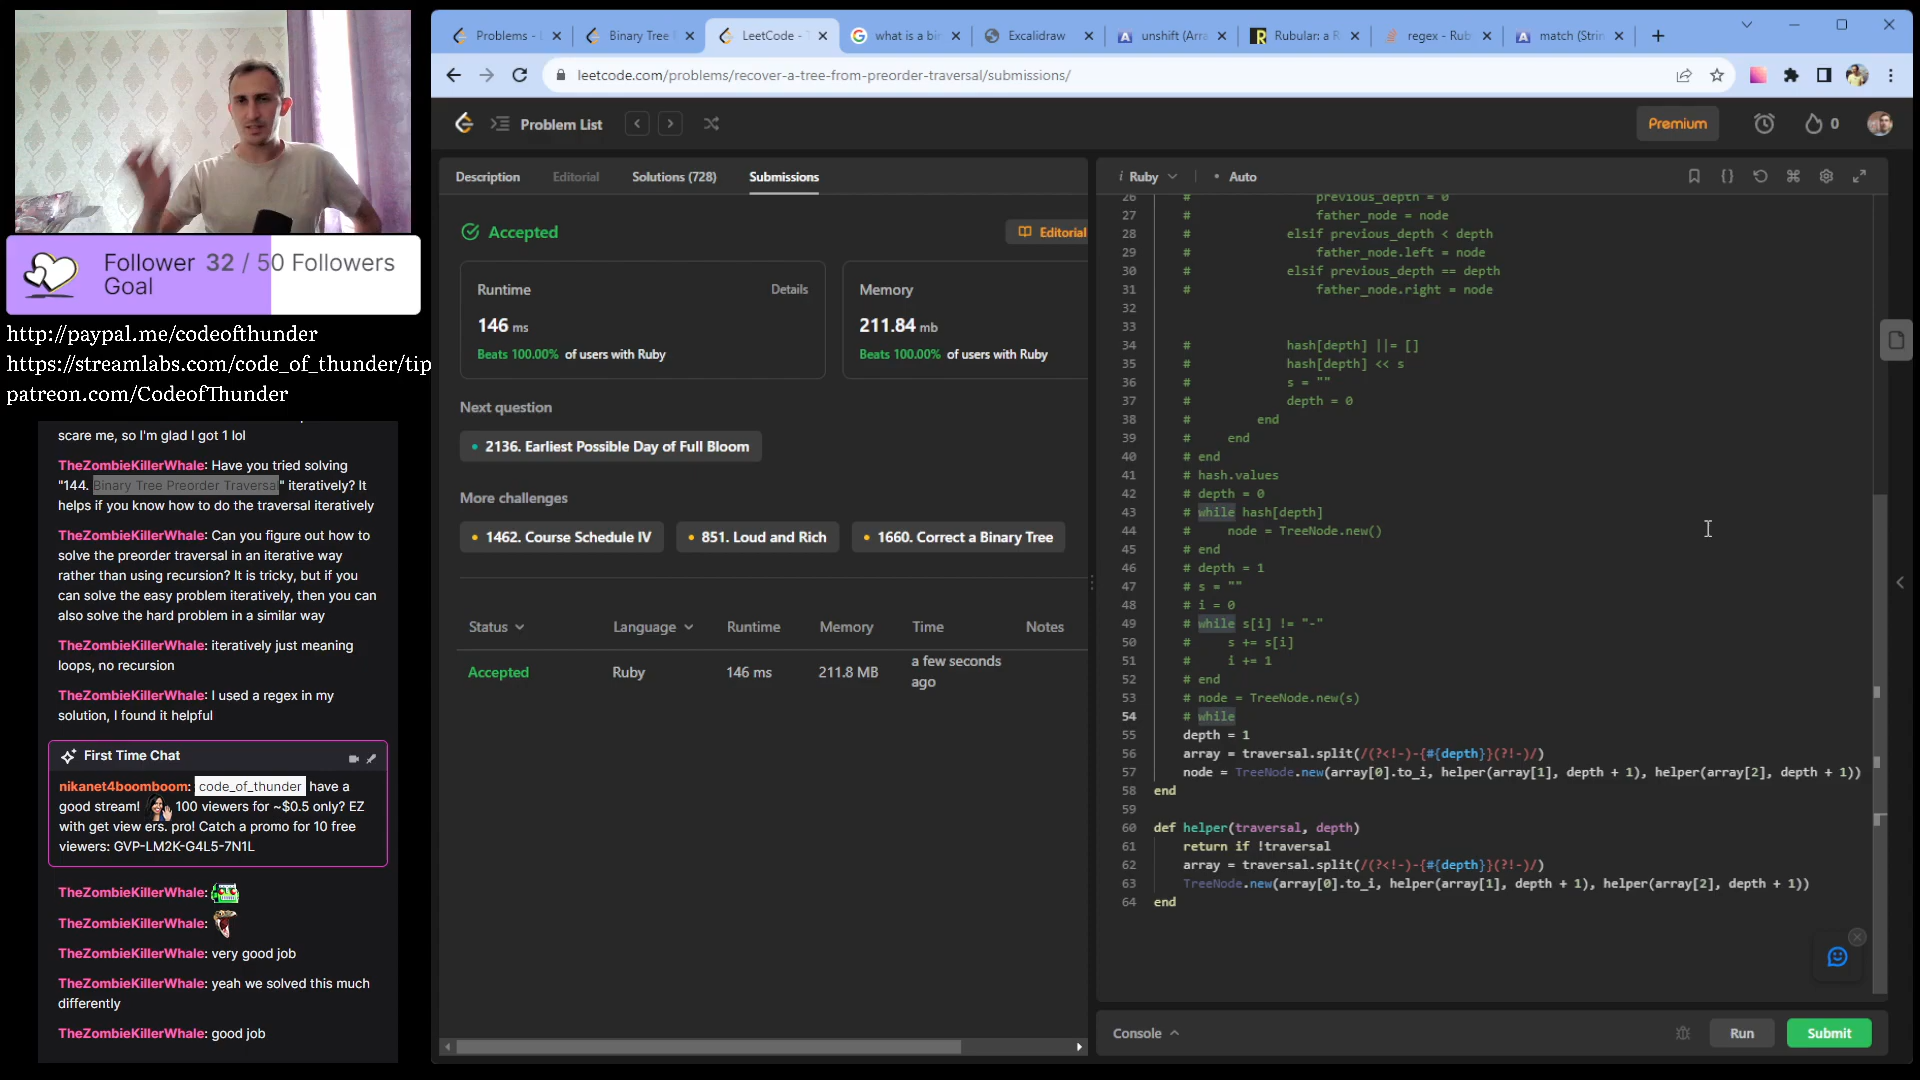 Problems - L
Binary Tree
LeetCode - T
what is a bi
Excalidraw
unshift (Arra
Rubular: a R
regex - Rub
match (Strin
leetcode.com/problems/recover-a-tree-from-preorder-traversal/submissions/
Problem List
Premium
0
Follower Goal
32 / 50 Followers
http://paypal.me/codeofthunder
https://streamlabs.com/code_of_thunder/tip
patreon.com/CodeofThunder
scare me, so I'm glad I got 1 lol
TheZombieKillerWhale: Have you tried solving
"144. Binary Tree Preorder Traversal" iteratively? It
helps if you know how to do the traversal iteratively
TheZombieKillerWhale: Can you figure out how to
solve the preorder traversal in an iterative way
rather than using recursion? It is tricky, but if you
can solve the easy problem iteratively, then you can
also solve the hard problem in a similar way
TheZombieKillerWhale: iteratively just meaning
loops, no recursion
TheZombieKillerWhale: I used a regex in my
solution, I found it helpful
First Time Chat
nikanet4boomboom: code_of_thunder have a
good stream! 100 viewers for ~$0.5 only? EZ
with get view ers. pro! Catch a promo for 10 free
viewers: GVP-LM2K-G4L5-7N1L
TheZombieKillerWhale:
TheZombieKillerWhale:
TheZombieKillerWhale: very good job
TheZombieKillerWhale: yeah we solved this much
differently
TheZombieKillerWhale: good job
Description
Editorial
Solutions (728)
Submissions
Accepted
Editorial
Runtime
Details
146 ms
Beats 100.00% of users with Ruby
Memory
211.84 mb
Beats 100.00% of users with Ruby
Next question
2136. Earliest Possible Day of Full Bloom
More challenges
1462. Course Schedule IV
851. Loud and Rich
1660. Correct a Binary Tree
Status
Language
Runtime
Memory
Time
Notes
Accepted
Ruby
146 ms
211.8 MB
a few seconds
ago
i Ruby
Auto
26 # previous_depth = 0
27 # father_node = node
28 # elsif previous_depth < depth
29 # father_node.left = node
30 # elsif previous_depth == depth
31 # father_node.right = node
32
33
34 # hash[depth] ||= []
35 # hash[depth] << s
36 # s = ""
37 # depth = 0
38 # end
39 # end
40 # end
41 # hash.values
42 # depth = 0
43 # while hash[depth]
44 # node = TreeNode.new()
45 # end
46 # depth = 1
47 # s = ""
48 # i = 0
49 # while s[i] != "-"
50 # s += s[i]
51 # i += 1
52 # end
53 # node = TreeNode.new(s)
54 # while
55 depth = 1
56 array = traversal.split(/(?<!-)-{#{depth}}(?!-)/)
57 node = TreeNode.new(array[0].to_i, helper(array[1], depth + 1), helper(array[2], depth + 1))
58 end
59
60 def helper(traversal, depth)
61 return if !traversal
62 array = traversal.split(/(?<!-)-{#{depth}}(?!-)/)
63 TreeNode.new(array[0].to_i, helper(array[1], depth + 1), helper(array[2], depth + 1))
64 end
Console
Run
Submit